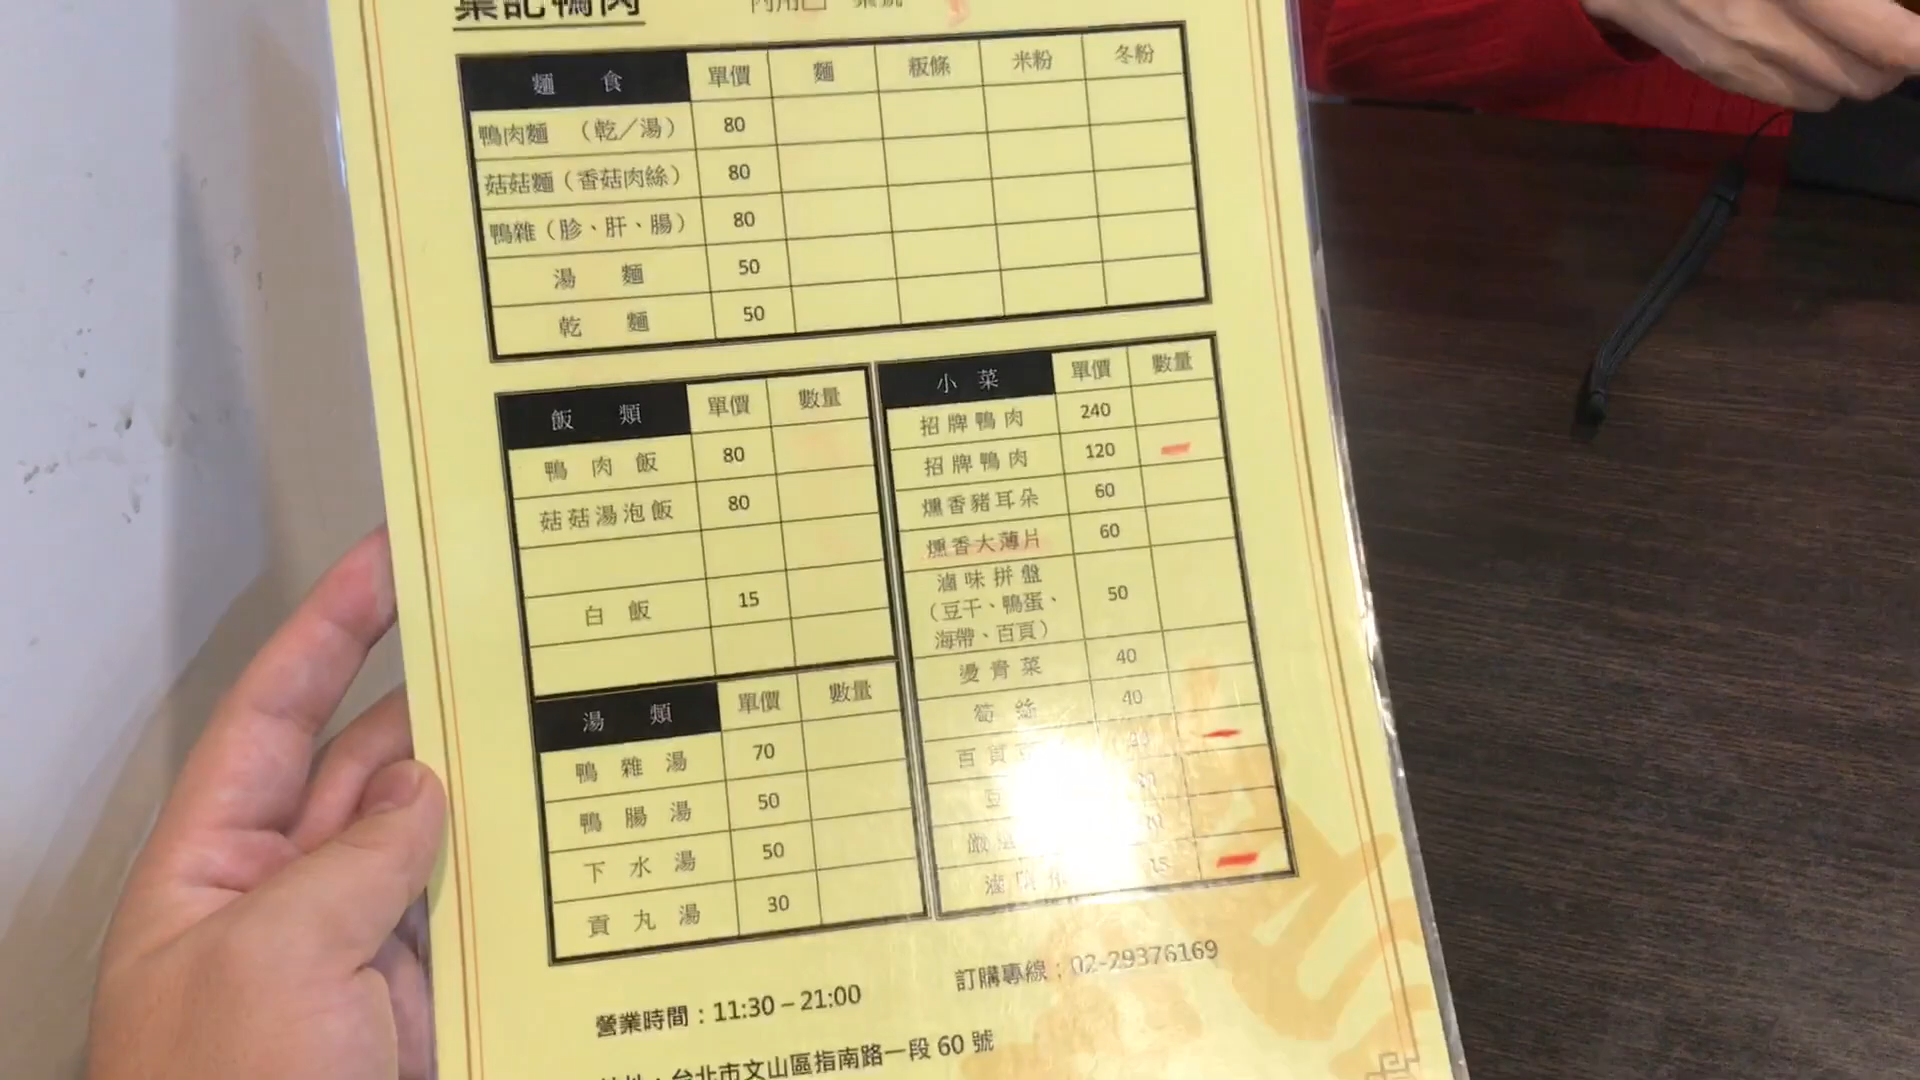 鴨肉
麵 食 單價 麵 粄條 米粉 冬粉
鴨肉麵 (乾/湯) 80
菇菇麵(香菇肉絲) 80
鴨雜(胗、肝、腸) 80
湯 麵 50
乾 麵 50
飯 類 單價 數量
鴨 肉 飯 80
菇菇湯泡飯 80
白 飯 15
湯 類 單價 數量
鴨 雜 湯 70
鴨 腸 湯 50
下 水 湯 50
貢 丸 湯 30
小 菜 單價 數量
招牌鴨肉 240
招牌鴨肉 120
燻香豬耳朵 60
燻香大薄片 60
滷味拼盤
(豆干、鴨蛋、
海帶、百頁) 50
燙青菜 40
筍 絲 40
百頁
豆
滷 15
營業時間:11:30-21:00
訂購專線:02-29376169
台北市文山區指南路一段 60 號